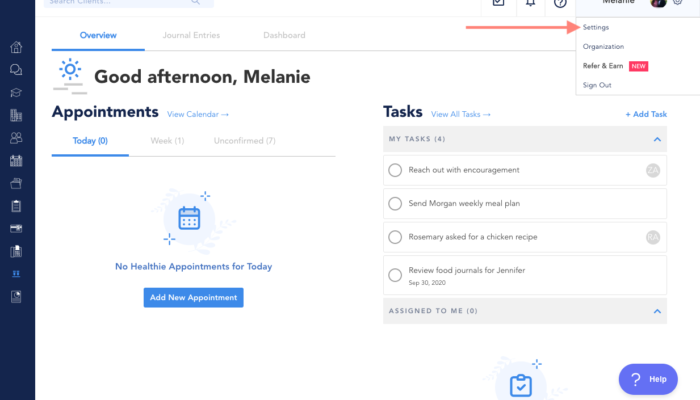 Search Clients...
Melanie
Settings
Organization
Refer & Earn NEW
Sign Out
Overview
Journal Entries
Dashboard
Good afternoon, Melanie
Appointments
View Calendar →
Today (0)
Week (1)
Unconfirmed (7)
No Healthie Appointments for Today
Add New Appointment
Tasks
View All Tasks →
+ Add Task
MY TASKS (4)
Reach out with encouragement
ZA
Send Morgan weekly meal plan
Rosemary asked for a chicken recipe
RA
Review food journals for Jennifer
Sep 30, 2020
ASSIGNED TO ME (0)
? Help